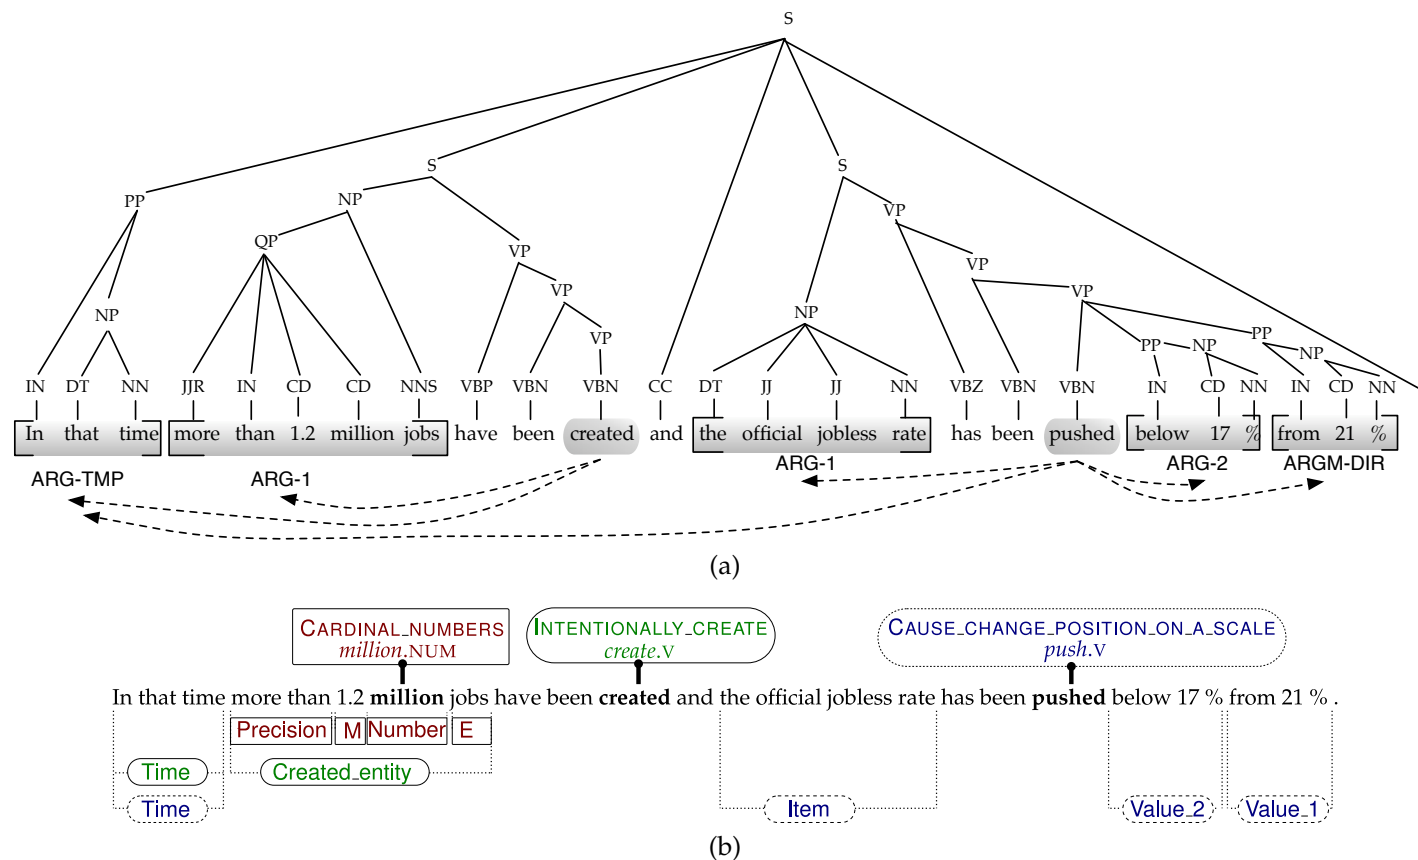 S
S S
PP NP VP
QP
VP VP
VP VP
NP NP
VP PP NP PP NP
IN DT NN JJR IN CD CD NNS VBP VBN VBN CC DT JJ JJ NN VBZ VBN VBN IN CD NN IN CD NN
In that time more than 1.2 million jobs have been created and the official jobless rate has been pushed below 17 % from 21 %
ARG-TMP ARG-1 ARG-1 ARG-2 ARGM-DIR
(a)
CARDINAL_NUMBERS INTENTIONALLY_CREATE CAUSE_CHANGE_POSITION_ON_A_SCALE
million.NUM create.V push.V
In that time more than 1.2 million jobs have been created and the official jobless rate has been pushed below 17 % from 21 % .
Precision M Number E
Time Created_entity
Time Item Value_2 Value_1
(b)